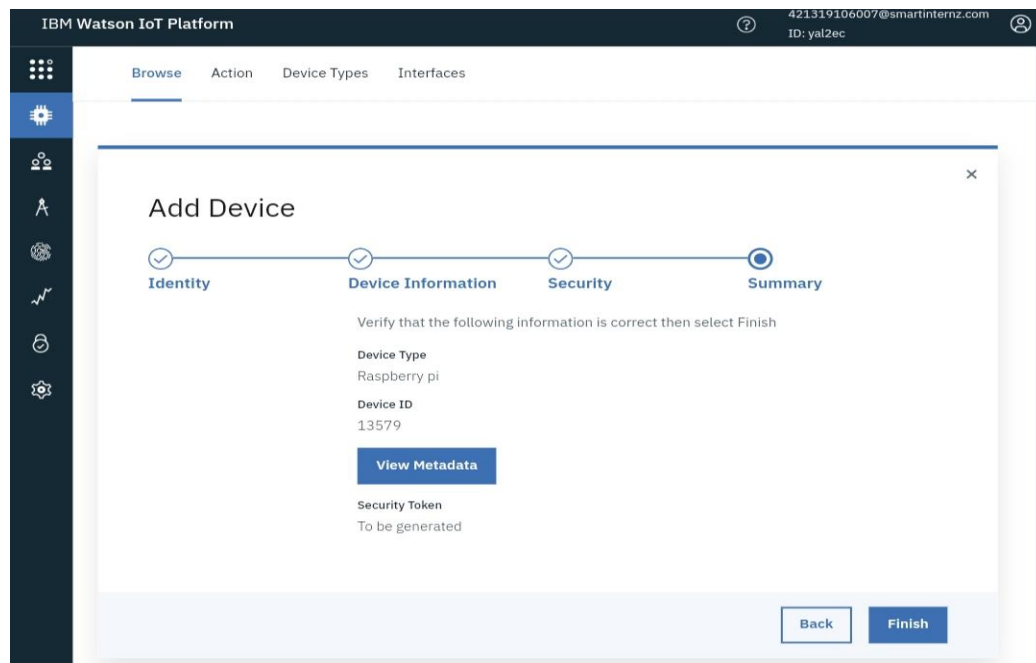 IBM Watson IoT Platform
421319106007@smartinternz.com
ID: yal2ec
Browse Action Device Types Interfaces
Add Device
Identity Device Information Security Summary
Verify that the following information is correct then select Finish
Device Type
Raspberry pi
Device ID
13579
View Metadata
Security Token
To be generated
Back Finish